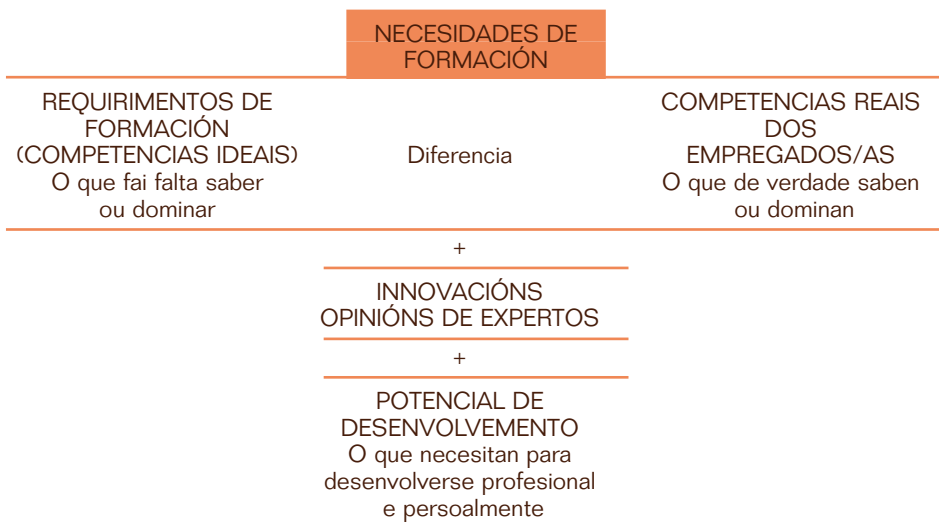 NECESIDADES DE
FORMACIÓN
REQUIRIMENTOS DE
FORMACIÓN
(COMPETENCIAS IDEAIS)
O que fai falta saber
ou dominar
Diferencia
COMPETENCIAS REAIS
DOS
EMPREGADOS/AS
O que de verdade saben
ou dominan
+
INNOVACIÓNS
OPINIÓNS DE EXPERTOS
+
POTENCIAL DE
DESENVOLVEMENTO
O que necesitan para
desenvolverse profesional
e persoalmente